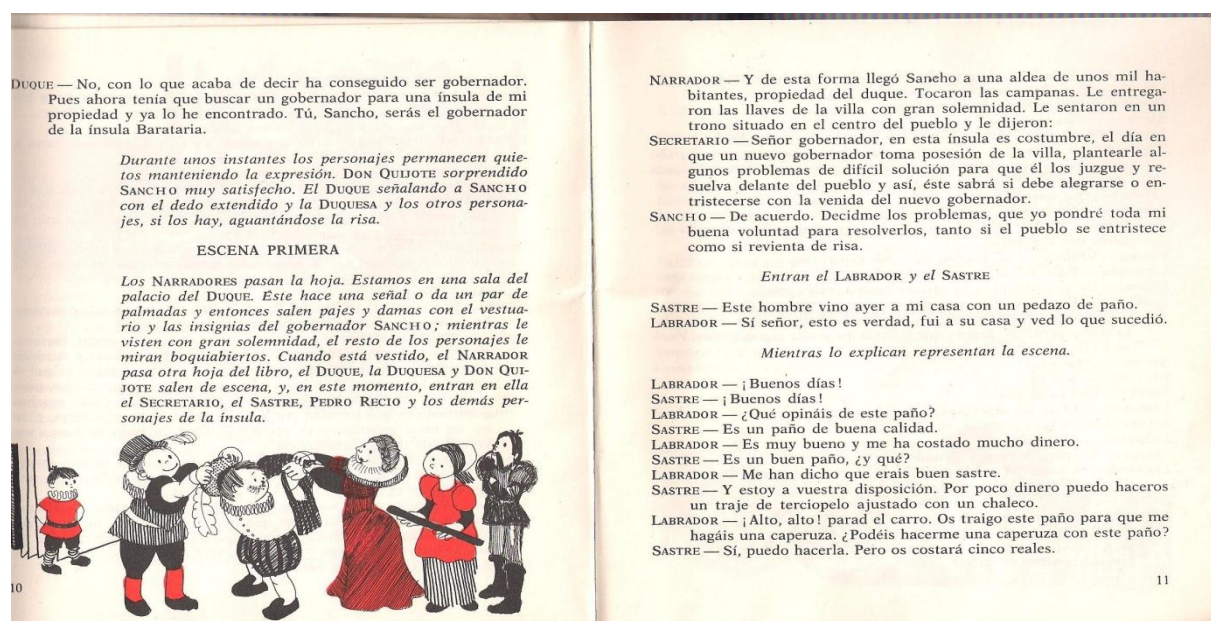 DUQUE — No, con lo que acaba de decir ha conseguido ser gobernador.
Pues ahora tenía que buscar un gobernador para una ínsula de mi
propiedad y ya lo he encontrado. Tú, Sancho, serás el gobernador
de la ínsula Barataria.
Durante unos instantes los personajes permanecen quie-
tos manteniendo la expresión. DON QUIJOTE sorprendido
SANCHO muy satisfecho. El DUQUE señalando a SANCHO
con el dedo extendido y la DUQUESA y los otros persona-
jes, si los hay, aguantándose la risa.
ESCENA PRIMERA
Los NARRADORES pasan la hoja. Estamos en una sala del
palacio del DUQUE. Éste hace una señal o da un par de
palmadas y entonces salen pajes y damas con el vestua-
rio y las insignias del gobernador SANCHO; mientras le
visten con gran solemnidad, el resto de los personajes le
miran boquiabiertos. Cuando está vestido, el NARRADOR
pasa otra hoja del libro, el DUQUE, la DUQUESA y DON QUI-
JOTE salen de escena, y, en este momento, entran en ella
el SECRETARIO, el SASTRE, PEDRO RECIO y los demás per-
sonajes de la ínsula.
10
NARRADOR — Y de esta forma llegó Sancho a una aldea de unos mil ha-
bitantes, propiedad del duque. Tocaron las campanas. Le entrega-
ron las llaves de la villa con gran solemnidad. Le sentaron en un
trono situado en el centro del pueblo y le dijeron:
SECRETARIO — Señor gobernador, en esta ínsula es costumbre, el día en
que un nuevo gobernador toma posesión de la villa, plantearle al-
gunos problemas de difícil solución para que él los juzgue y re-
suelva delante del pueblo y así, éste sabrá si debe alegrarse o en-
tristecerse con la venida del nuevo gobernador.
SANCHO — De acuerdo. Decidme los problemas, que yo pondré toda mi
buena voluntad para resolverlos, tanto si el pueblo se entristece
como si revienta de risa.
Entran el LABRADOR y el SASTRE
SASTRE — Este hombre vino ayer a mi casa con un pedazo de paño.
LABRADOR — Sí señor, esto es verdad, fui a su casa y ved lo que sucedió.
Mientras lo explican representan la escena.
LABRADOR — ¡Buenos días!
SASTRE — ¡Buenos días!
LABRADOR — ¿Qué opináis de este paño?
SASTRE — Es un paño de buena calidad.
LABRADOR — Es muy bueno y me ha costado mucho dinero.
SASTRE — Es un buen paño, ¿y qué?
LABRADOR — Me han dicho que erais buen sastre.
SASTRE — Y estoy a vuestra disposición. Por poco dinero puedo haceros
un traje de terciopelo ajustado con un chaleco.
LABRADOR — ¡Alto, alto! parad el carro. Os traigo este paño para que me
hagáis una caperuza. ¿Podéis hacerme una caperuza con este paño?
SASTRE — Sí, puedo hacerla. Pero os costará cinco reales.
11